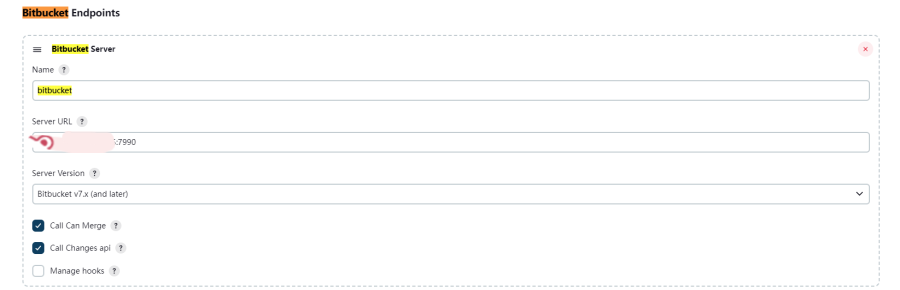 Bitbucket Endpoints
Bitbucket Server
Name ?
bitbucket
Server URL ?
:7990
Server Version ?
Bitbucket v7.x (and later)
Call Can Merge ?
Call Changes api ?
Manage hooks ?